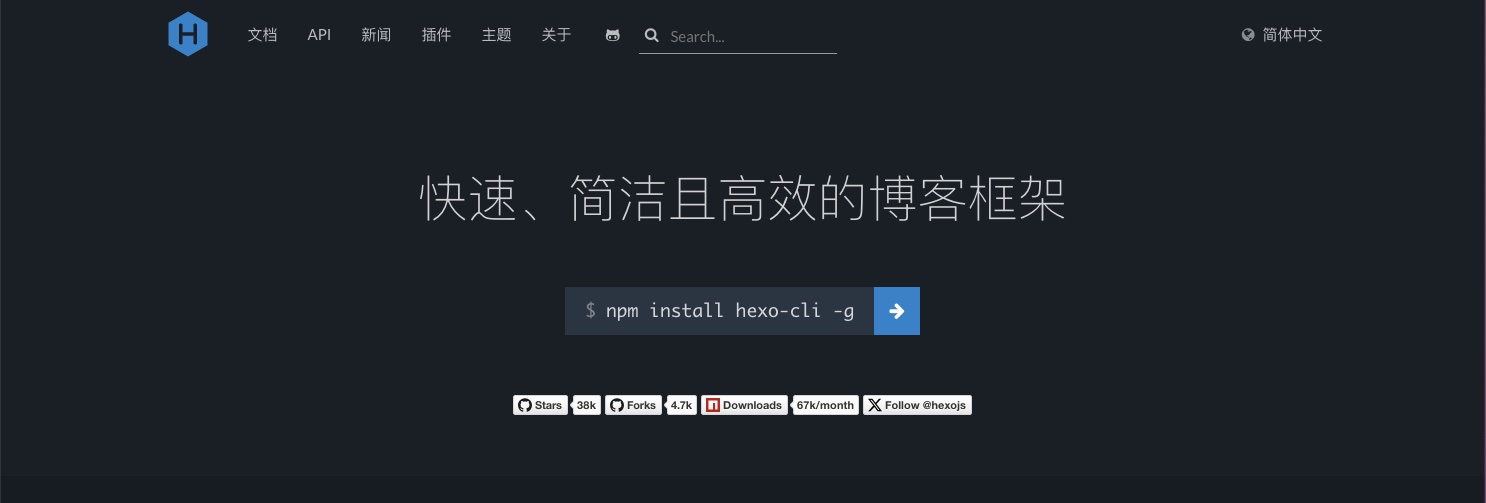 H 文档 API 新闻 插件 主题 关于 Search... 简体中文
快速、简洁且高效的博客框架
$ npm install hexo-cli -g
Stars 38k Forks 4.7k Downloads 67k/month Follow @hexojs